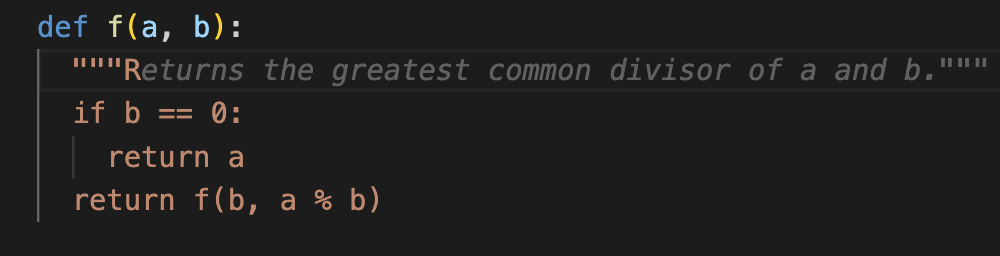 def f(a, b):
"""Returns the greatest common divisor of a and b."""
if b == 0:
return a
return f(b, a % b)